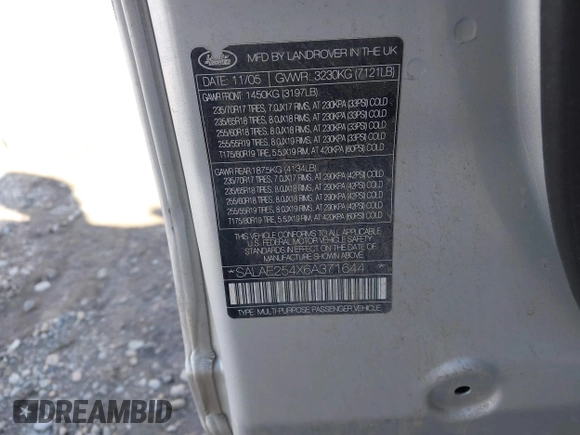 LAND ROVER
MFD BY LANDROVER IN THE UK
DATE: 11/05 GVWR: 3230KG (7121LB)
GAWR FRONT: 1450KG (3197LB)
235/70R17 TIRES, 7.0JX17 RIMS, AT 230KPA (33PSI) COLD
235/65R18 TIRES, 8.0JX18 RIMS, AT 230KPA (33PSI) COLD
255/60R18 TIRES, 8.0JX18 RIMS, AT 230KPA (33PSI) COLD
255/55R19 TIRES, 8.0JX19 RIMS, AT 230KPA (33PSI) COLD
T175/80R19 TIRE, 5.5JX19 RIM, AT 420KPA (60PSI) COLD
GAWR REAR: 1875KG (4134LB)
235/70R17 TIRES, 7.0JX17 RIMS, AT 290KPA (42PSI) COLD
235/65R18 TIRES, 8.0JX18 RIMS, AT 290KPA (42PSI) COLD
255/60R18 TIRES, 8.0JX18 RIMS, AT 290KPA (42PSI) COLD
255/55R19 TIRES, 8.0JX19 RIMS, AT 290KPA (42PSI) COLD
T175/80R19 TIRE, 5.5JX19 RIM, AT 420KPA (60PSI) COLD
THIS VEHICLE CONFORMS TO ALL APPLICABLE
U.S. FEDERAL MOTOR VEHICLE SAFETY
STANDARDS IN EFFECT ON THE DATE OF
MANUFACTURE SHOWN ABOVE.
*SALAE254X6A371644 *
TYPE: MULTI-PURPOSE PASSENGER VEHICLE
DREAMBID